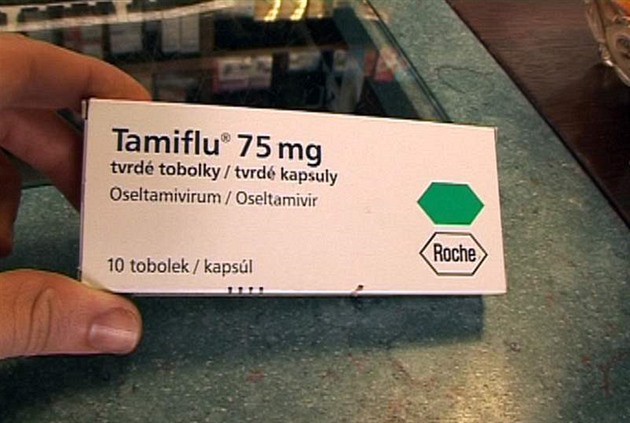 Tamiflu® 75 mg
tvrdé tobolky / tvrdé kapsuly
Oseltamivirum / Oseltamivir
10 tobolek / kapsúl
Roche